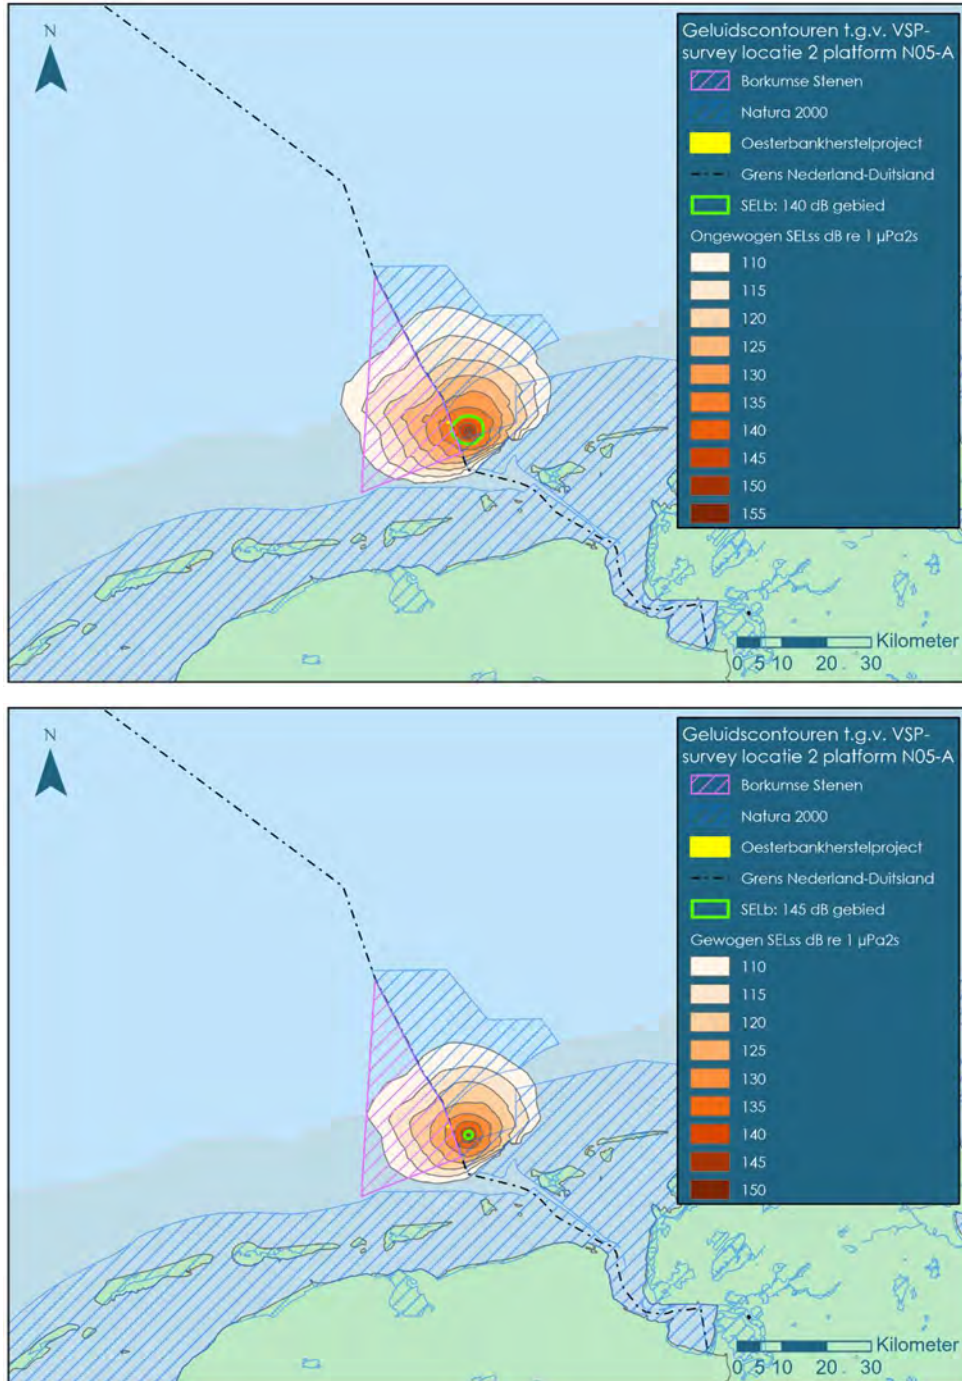 N
Geluidscontouren t.g.v. VSP-
survey locatie 2 platform N05-A
Borkumse Stenen
Natura 2000
Oesterbankherstelproject
Grens Nederland-Duitsland
SELb: 140 dB gebied
Ongewogen SELss dB re 1 µPa2s
110
115
120
125
130
135
140
145
150
155
Kilometer
0 5 10 20 30
N
Geluidscontouren t.g.v. VSP-
survey locatie 2 platform N05-A
Borkumse Stenen
Natura 2000
Oesterbankherstelproject
Grens Nederland-Duitsland
SELb: 145 dB gebied
Gewogen SELss dB re 1 µPa2s
110
115
120
125
130
135
140
145
150
Kilometer
0 5 10 20 30